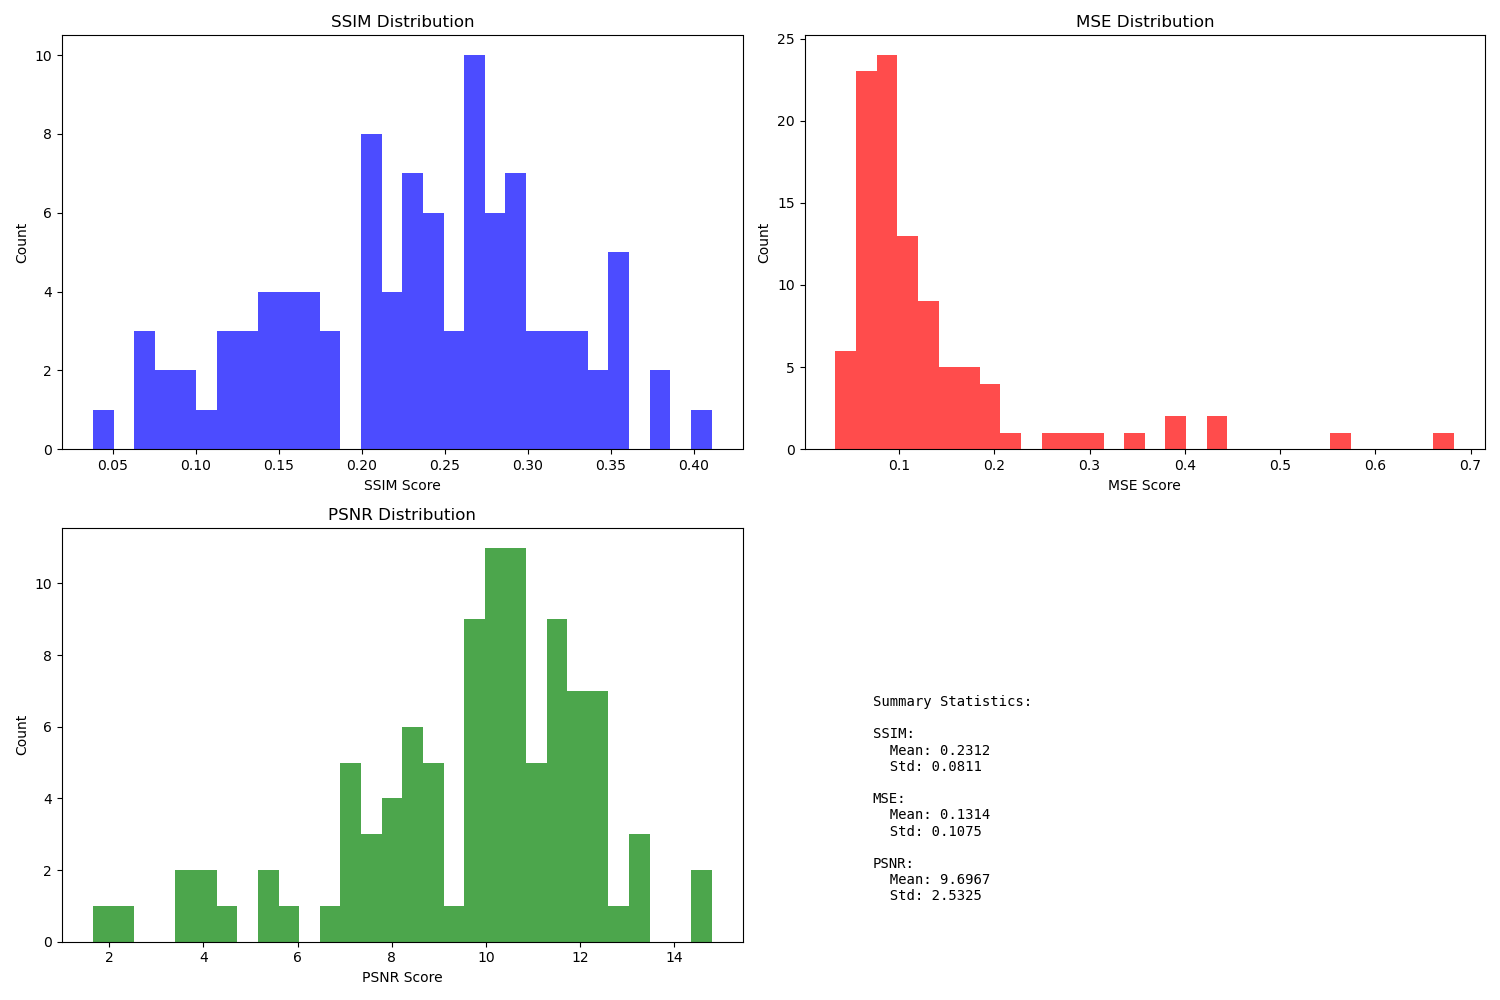 SSIM Distribution
10
8
6
4
2
0
Count
0.05 0.10 0.15 0.20 0.25 0.30 0.35 0.40
SSIM Score
MSE Distribution
25
20
15
10
5
0
Count
0.1 0.2 0.3 0.4 0.5 0.6 0.7
MSE Score
PSNR Distribution
10
8
6
4
2
0
Count
2 4 6 8 10 12 14
PSNR Score
Summary Statistics:
SSIM:
Mean: 0.2312
Std: 0.0811
MSE:
Mean: 0.1314
Std: 0.1075
PSNR:
Mean: 9.6967
Std: 2.5325